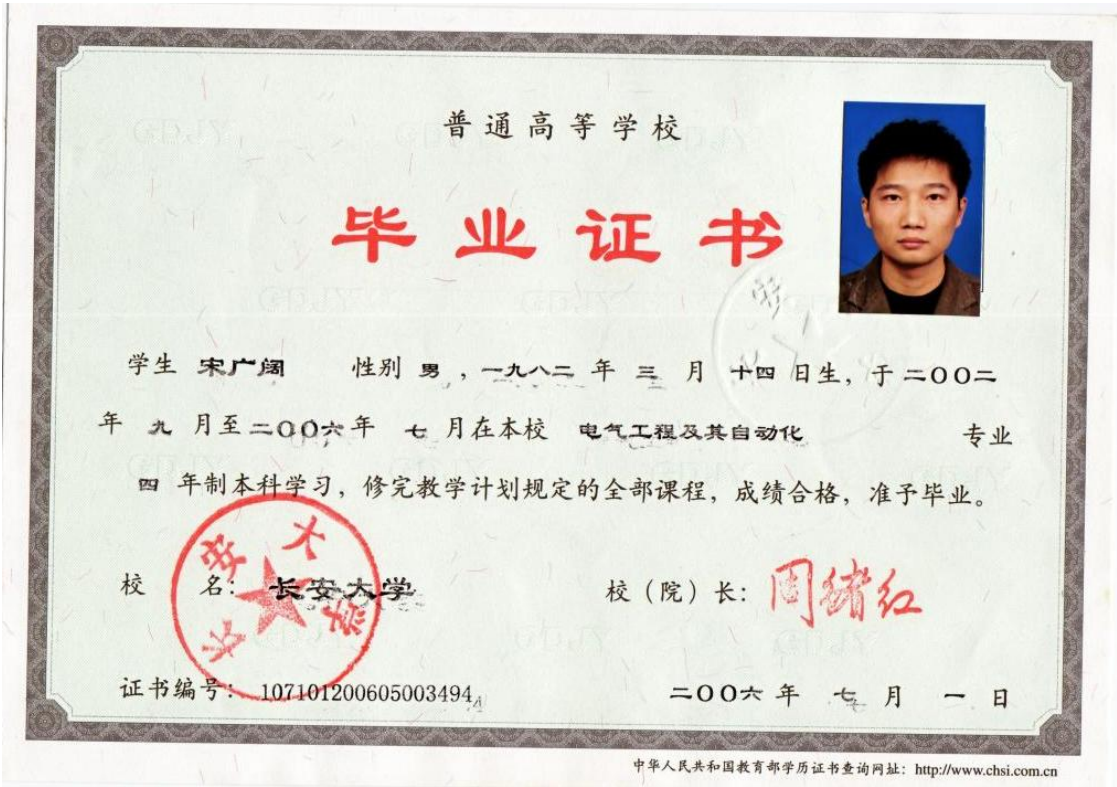 普通高等学校
毕业证书
学生 宋广阔 性别 男，一九八二 年 三 月 十四 日生，于 二〇〇二
年 九 月至 二〇〇六 年 七 月在本校 电气工程及其自动化 专业
四 年制本科学习，修完教学计划规定的全部课程，成绩合格，准予毕业。
校 名：长安大学 校（院）长：周绪红
长安大学
证书编号：107101200605003494 二〇〇六 年 七 月 一 日
中华人民共和国教育部学历证书查询网址：http://www.chsi.com.cn